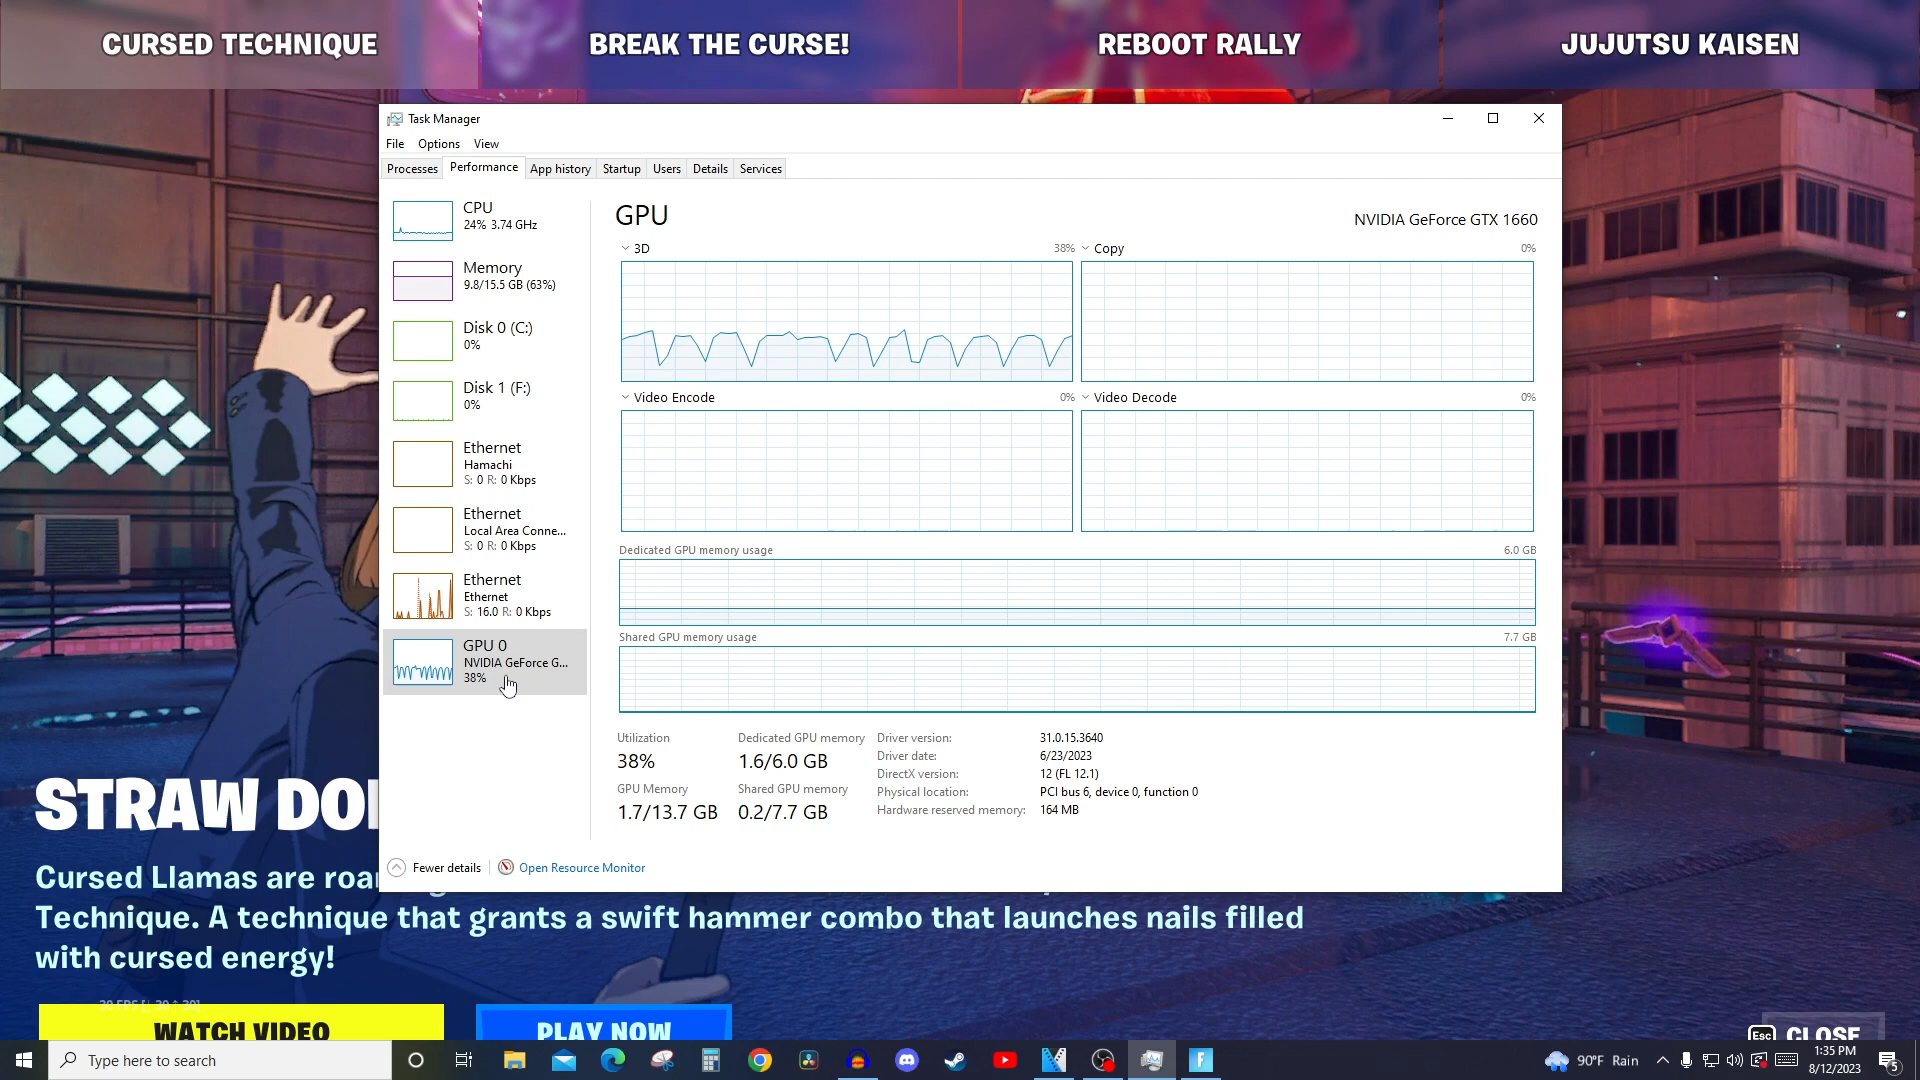 CURSED TECHNIQUE
BREAK THE CURSE!
REBOOT RALLY
JUJUTSU KAISEN
Task Manager
File Options View
Processes Performance App history Startup Users Details Services
CPU
24% 3.74 GHz
Memory
9.8/15.5 GB (63%)
Disk 0 (C:)
0%
Disk 1 (F:)
0%
Ethernet
Hamachi
S: 0 R: 0 Kbps
Ethernet
Local Area Conne...
S: 0 R: 0 Kbps
Ethernet
Ethernet
S: 16.0 R: 0 Kbps
GPU 0
NVIDIA GeForce G...
38%
GPU
NVIDIA GeForce GTX 1660
3D 38%
Copy 0%
Video Encode 0%
Video Decode 0%
Dedicated GPU memory usage 6.0 GB
Shared GPU memory usage 7.7 GB
Utilization
38%
Dedicated GPU memory
1.6/6.0 GB
GPU Memory
1.7/13.7 GB
Shared GPU memory
0.2/7.7 GB
Driver version: 31.0.15.3640
Driver date: 6/23/2023
DirectX version: 12 (FL 12.1)
Physical location: PCI bus 6, device 0, function 0
Hardware reserved memory: 164 MB
Fewer details
Open Resource Monitor
STRAW DO
Cursed Llamas are roa
Technique. A technique that grants a swift hammer combo that launches nails filled
with cursed energy!
WATCH VIDEO
PLAY NOW
Esc CLOSE
Type here to search
90°F Rain
1:35 PM
8/12/2023
5